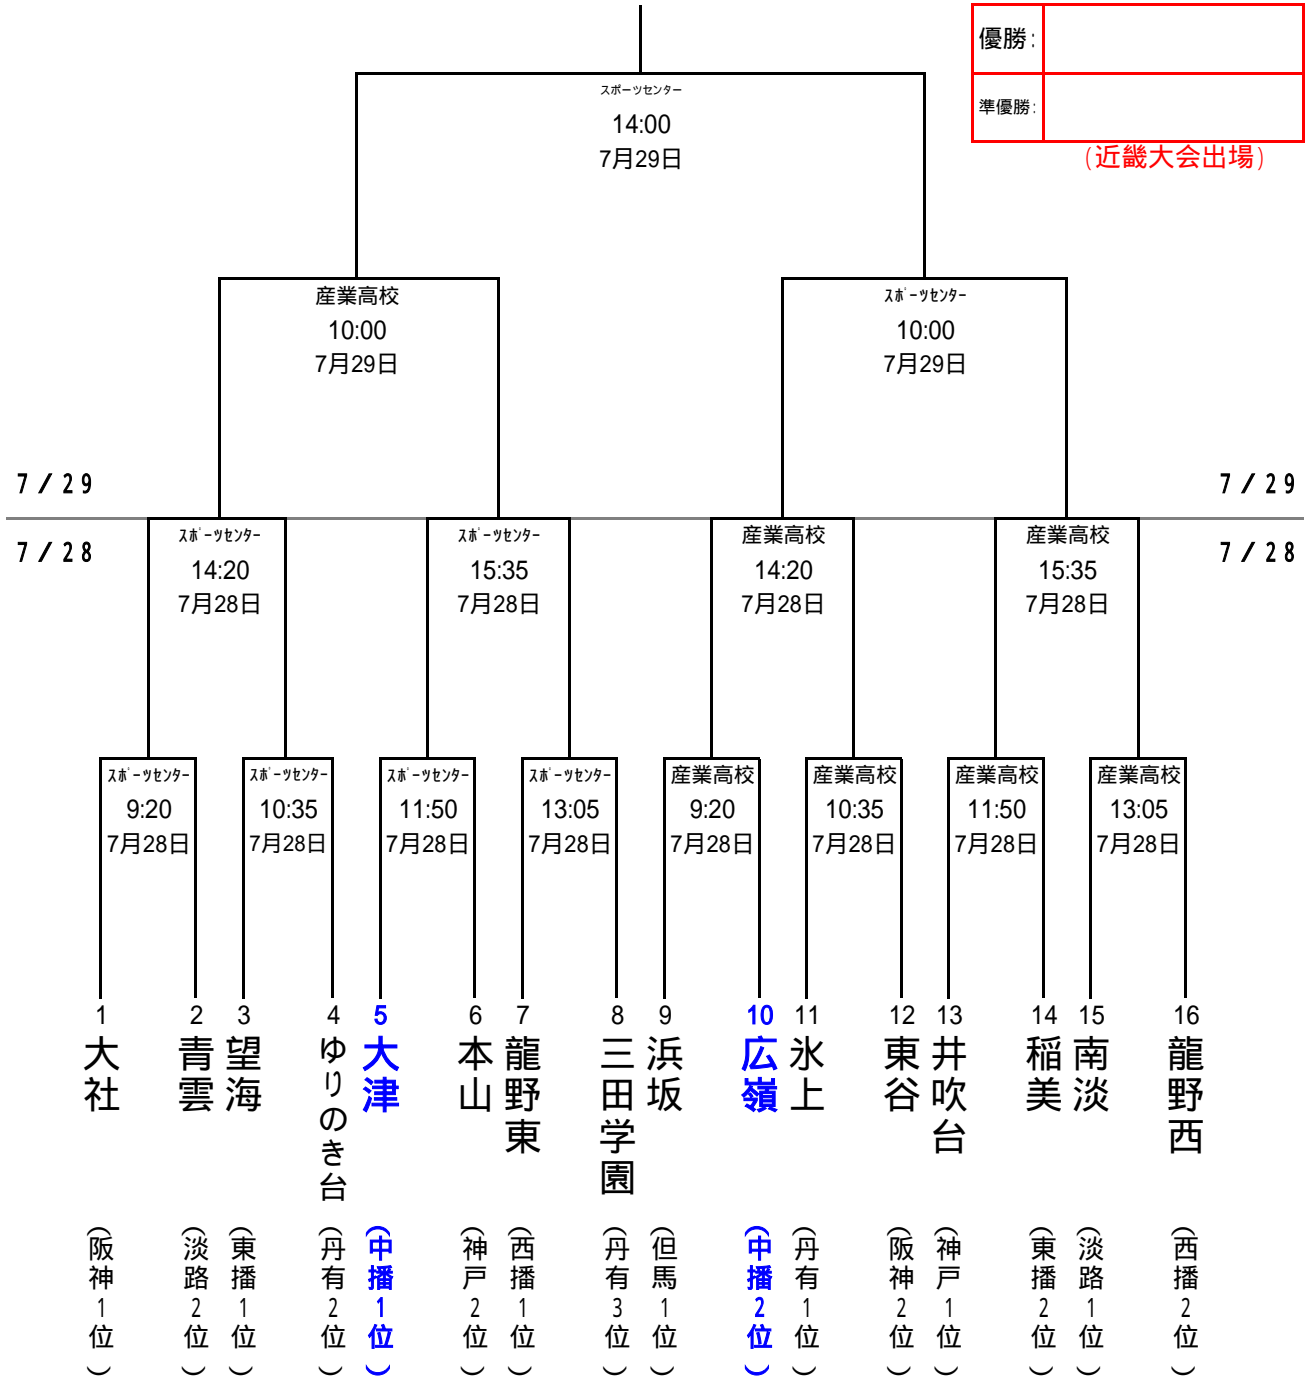 優勝:
準優勝:
(近畿大会出場)
スポーツセンター
14:00
7月29日
産業高校
10:00
7月29日
スポーツセンター
10:00
7月29日
7/29
7/29
7/28
7/28
スポーツセンター
14:20
7月28日
スポーツセンター
15:35
7月28日
産業高校
14:20
7月28日
産業高校
15:35
7月28日
スポーツセンター
9:20
7月28日
スポーツセンター
10:35
7月28日
スポーツセンター
11:50
7月28日
スポーツセンター
13:05
7月28日
産業高校
9:20
7月28日
産業高校
10:35
7月28日
産業高校
11:50
7月28日
産業高校
13:05
7月28日
1
大社
(阪神1位)
2
青雲
(淡路2位)
3
望海
(東播1位)
4
ゆりのき台
(丹有2位)
5
大津
(中播1位)
6
本山
(神戸2位)
7
龍野東
(西播1位)
8
三田学園
(丹有3位)
9
浜坂
(但馬1位)
10
広嶺
(中播2位)
11
氷上
(丹有1位)
12
東谷
(阪神2位)
13
井吹台
(神戸1位)
14
稲美
(東播2位)
15
南淡
(淡路1位)
16
龍野西
(西播2位)